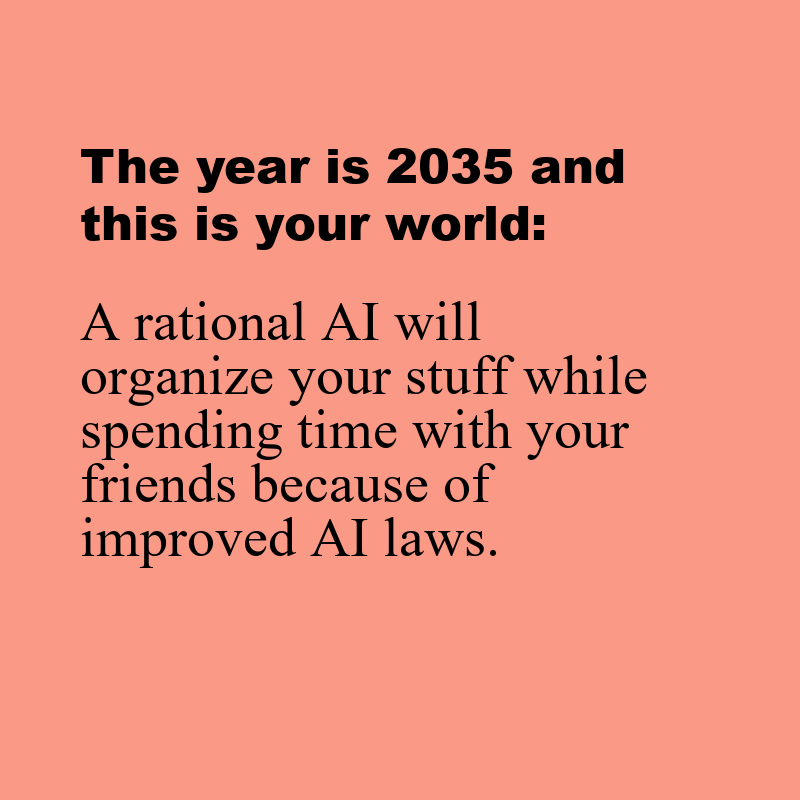 The year is 2035 and
this is your world:
A rational AI will
organize your stuff while
spending time with your
friends because of
improved AI laws.